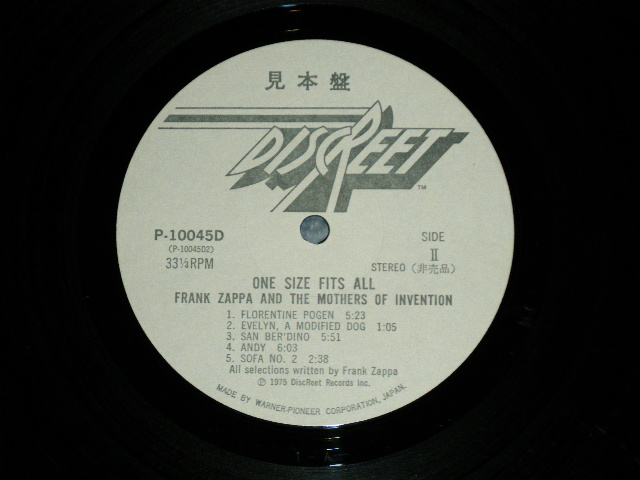 見本盤
DISCREET
TM
P-10045D
(P-10045D2)
33⅓RPM
SIDE
II
STEREO (非売品)
ONE SIZE FITS ALL
FRANK ZAPPA AND THE MOTHERS OF INVENTION
1. FLORENTINE POGEN 5:23
2. EVELYN, A MODIFIED DOG 1:05
3. SAN BER'DINO 5:51
4. ANDY 6:03
5. SOFA NO. 2 2:38
All selections written by Frank Zappa
Ⓟ 1975 DiscReet Records Inc.
MADE BY WARNER-PIONEER CORPORATION, JAPAN.